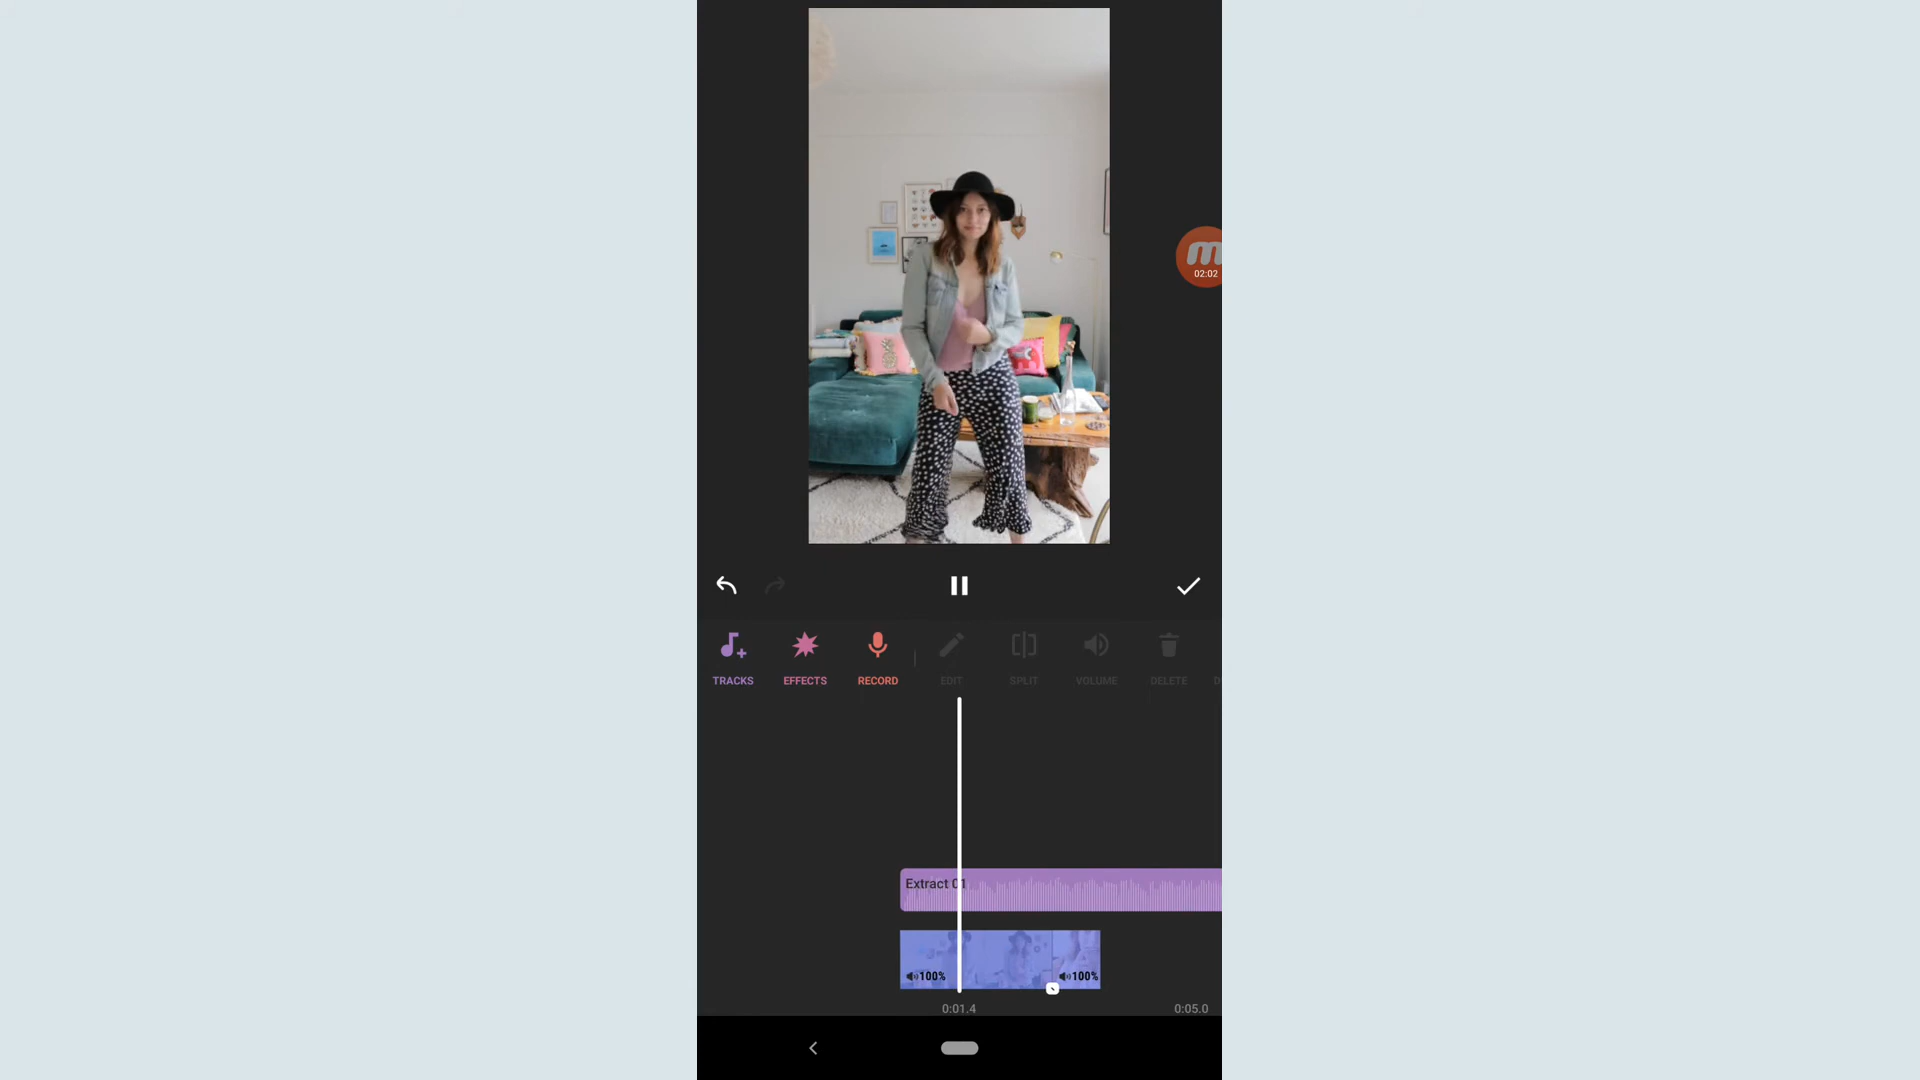 m
02:02
TRACKS
EFFECTS
RECORD
EDIT
SPLIT
VOLUME
DELETE
D
Extract 01
100%
100%
0:01.4
0:05.0